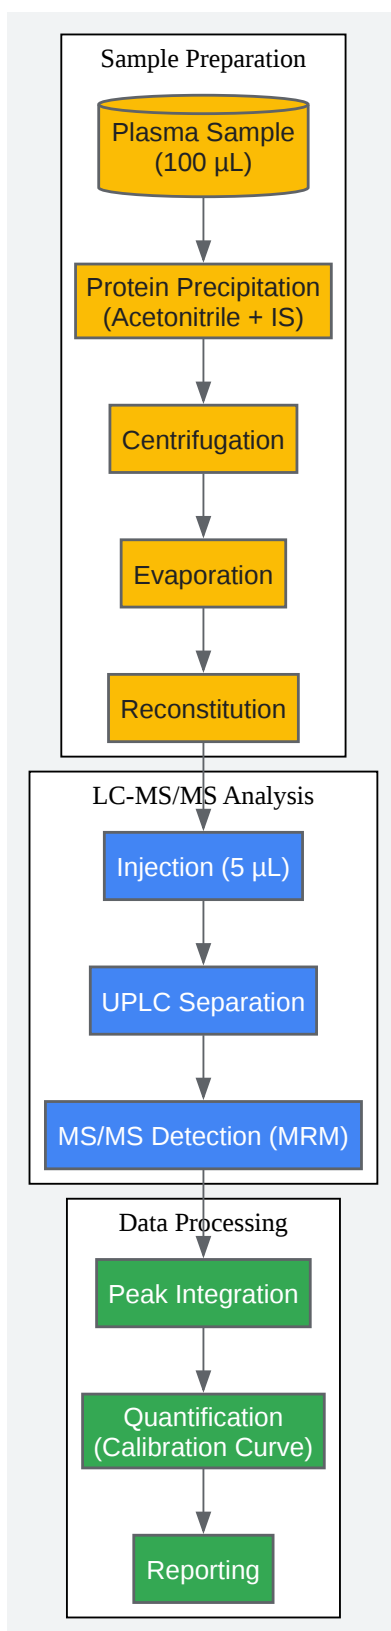 Sample Preparation
Plasma Sample
(100 µL)
Protein Precipitation
(Acetonitrile + IS)
Centrifugation
Evaporation
Reconstitution
LC-MS/MS Analysis
Injection (5 µL)
UPLC Separation
MS/MS Detection (MRM)
Data Processing
Peak Integration
Quantification
(Calibration Curve)
Reporting